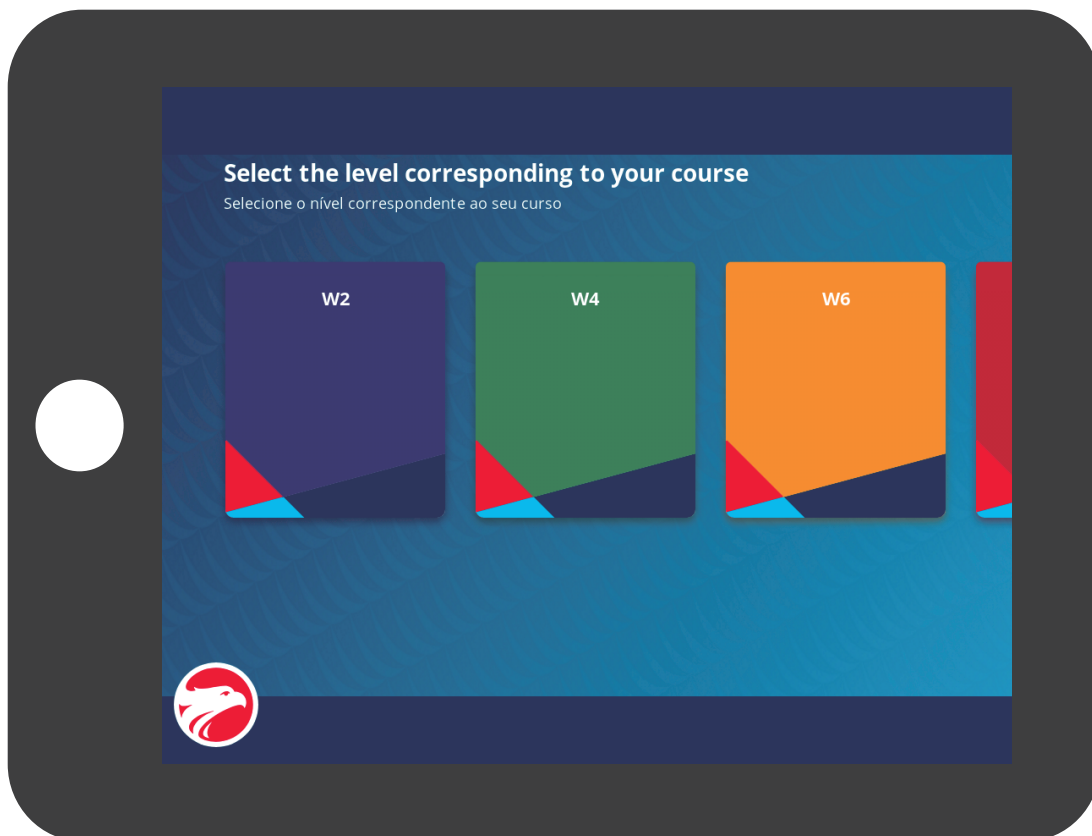 Select the level corresponding to your course
Selecione o nível correspondente ao seu curso
W2
W4
W6